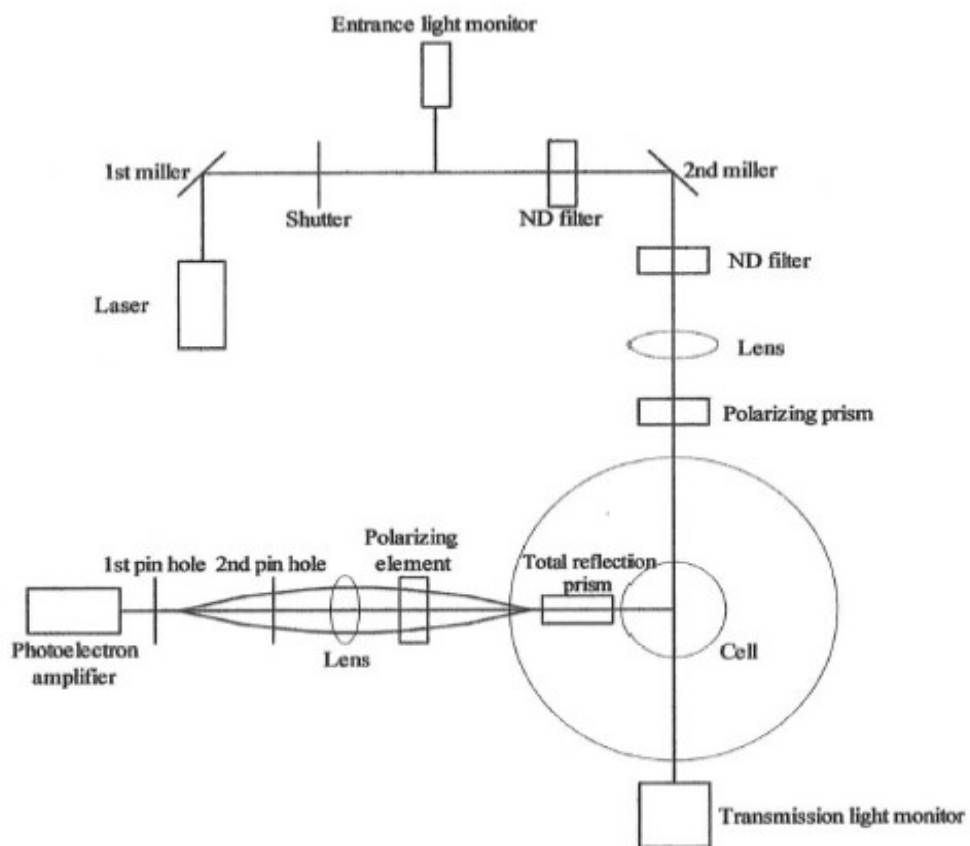 Entrance light monitor
1st miller
2nd miller
Shutter
ND filter
ND filter
Laser
Lens
Polarizing prism
Polarizing
element
Total reflectiion
prism
1st pin hole
2nd pin hole
Lens
Cell
Photoelectron
amplifier
Transmission light monitor